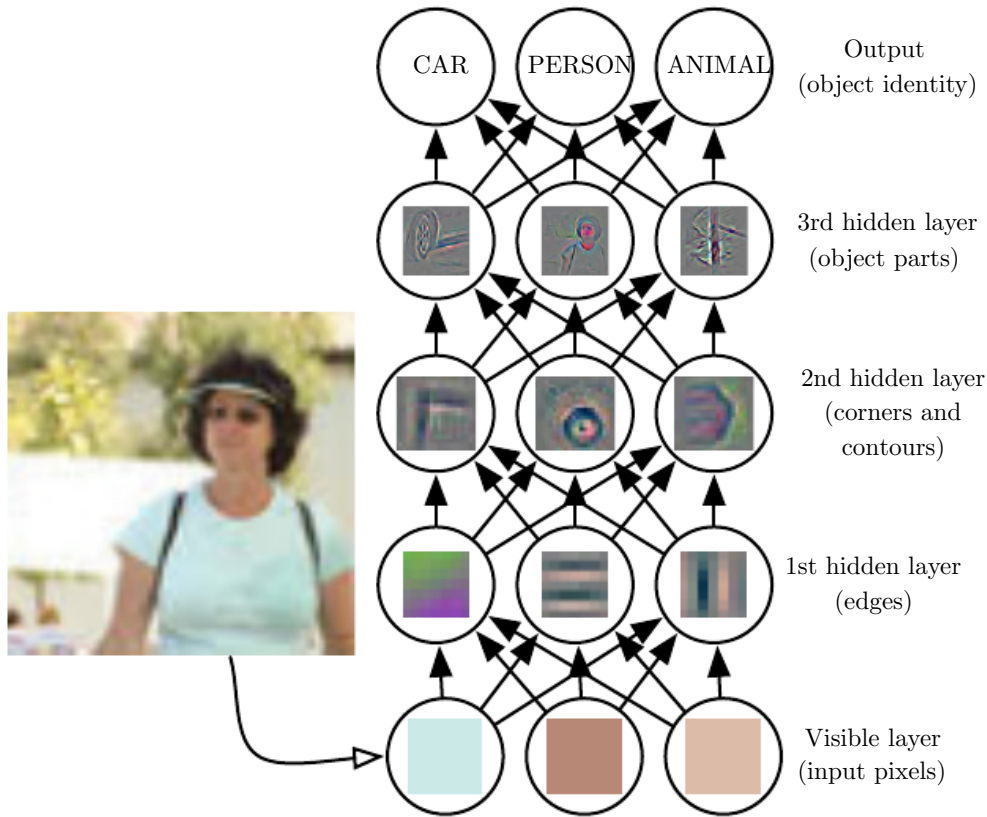 CAR PERSON ANIMAL
Output
(object identity)
3rd hidden layer
(object parts)
2nd hidden layer
(corners and
contours)
1st hidden layer
(edges)
Visible layer
(input pixels)